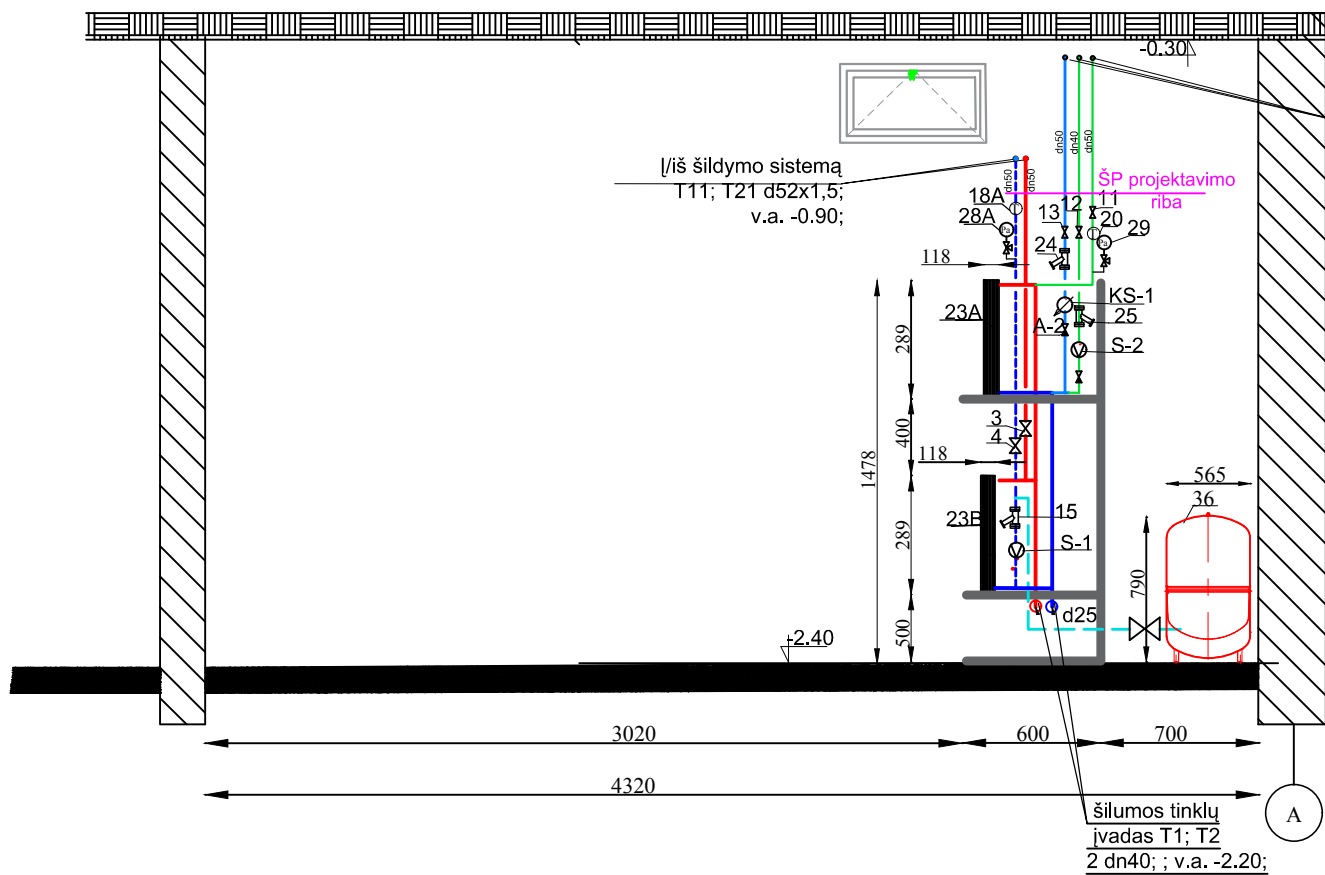 -0.30
Į/iš šildymo sistemą
T11; T21 d52x1,5;
v.a. -0.90;
dn50
dn50
dn50
dn40
dn50
ŠP projektavimo
riba
18A
28A
Pa
12
13
24
11
20
T
29
Pa
118
23A
KS-1
A-2
25
S-2
289
400
1478
3
4
118
23B
15
S-1
289
565
36
790
d25
500
-2.40
3020
600
700
4320
A
šilumos tinklų
įvadas T1; T2
2 dn40; ; v.a. -2.20;